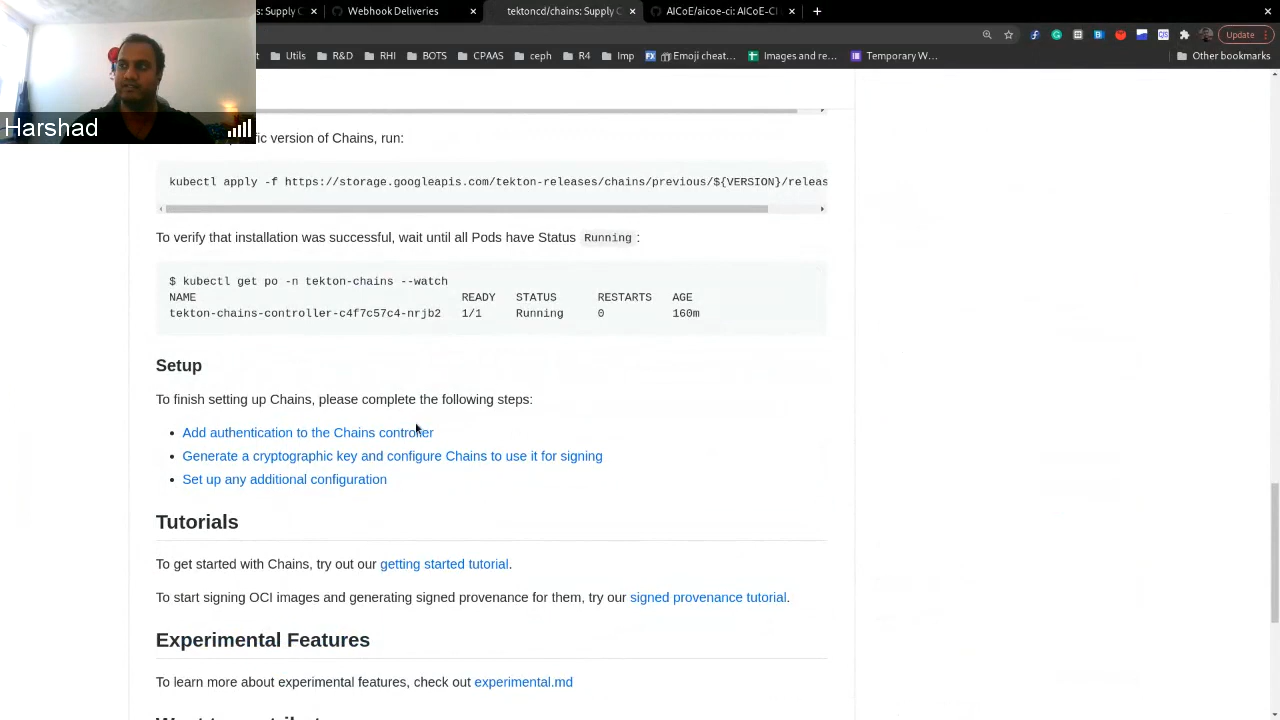 s: Supply C
Webhook Deliveries
tektoncd/chains: Supply C
AICoE/aicoe-ci: AICoE-CI
Update
Utils
R&D
RHI
BOTS
CPAAS
ceph
R4
Imp
Emoji cheat...
Images and re...
Temporary W...
Other bookmarks
Harshad
fic version of Chains, run:
kubectl apply -f https://storage.googleapis.com/tekton-releases/chains/previous/${VERSION}/releas
To verify that installation was successful, wait until all Pods have Status Running :
$ kubectl get po -n tekton-chains --watch
NAME READY STATUS RESTARTS AGE
tekton-chains-controller-c4f7c57c4-nrjb2 1/1 Running 0 160m
Setup
To finish setting up Chains, please complete the following steps:
Add authentication to the Chains controller
Generate a cryptographic key and configure Chains to use it for signing
Set up any additional configuration
Tutorials
To get started with Chains, try out our getting started tutorial.
To start signing OCI images and generating signed provenance for them, try our signed provenance tutorial.
Experimental Features
To learn more about experimental features, check out experimental.md